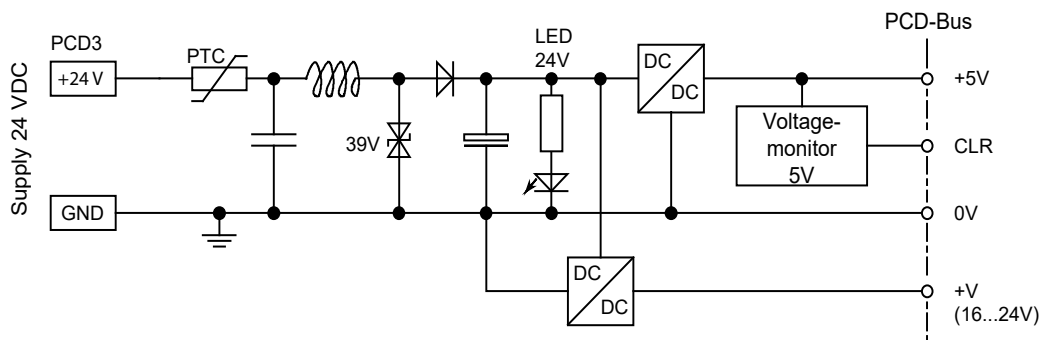 PCD-Bus
LED
24V
PCD3
PTC
+24 V
DC
DC
+5V
Supply 24 VDC
39V
Voltage-
monitor
5V
CLR
GND
0V
DC
DC
+V
(16...24V)